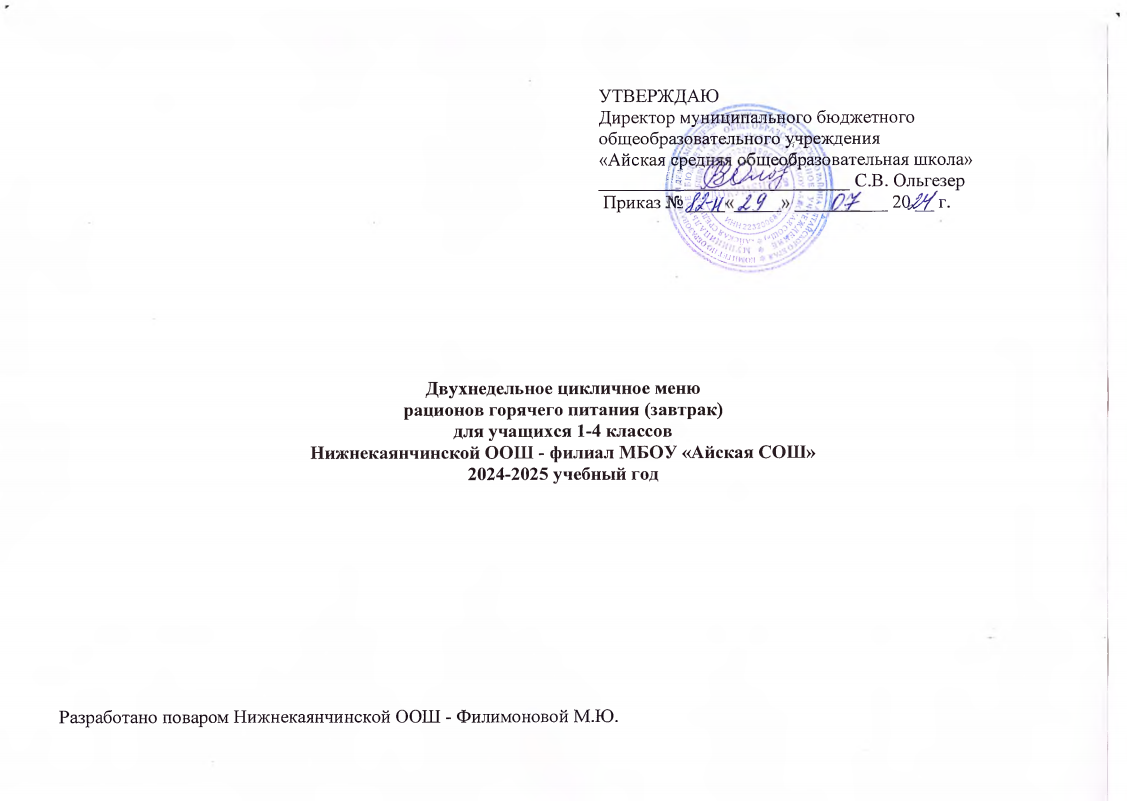 УТВЕРЖДАЮ
Директор муниципального бюджетного
общеобразовательного учреждения
«Айская средняя общеобразовательная школа»
____________________________ С.В. Ольгезер
Приказ № 82-Н « 29 » 07 2024 г.
Двухнедельное цикличное меню
рационов горячего питания (завтрак)
для учащихся 1-4 классов
Нижнекаянчинской ООШ - филиал МБОУ «Айская СОШ»
2024-2025 учебный год
Разработано поваром Нижнекаянчинской ООШ - Филимоновой М.Ю.